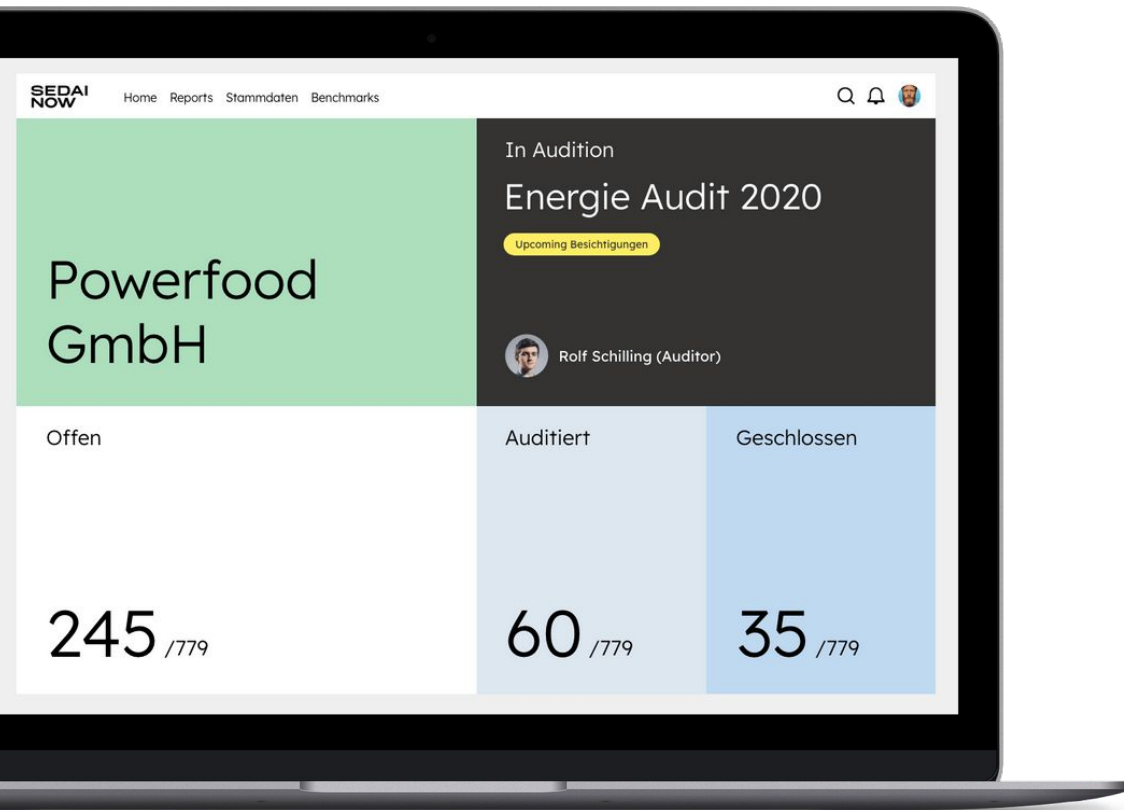 SEDAI
NOW
Home Reports Stammdaten Benchmarks
Powerfood
GmbH
In Audition
Energie Audit 2020
Upcoming Besichtigungen
Rolf Schilling (Auditor)
Offen
245 /779
Auditiert
60 /779
Geschlossen
35 /779